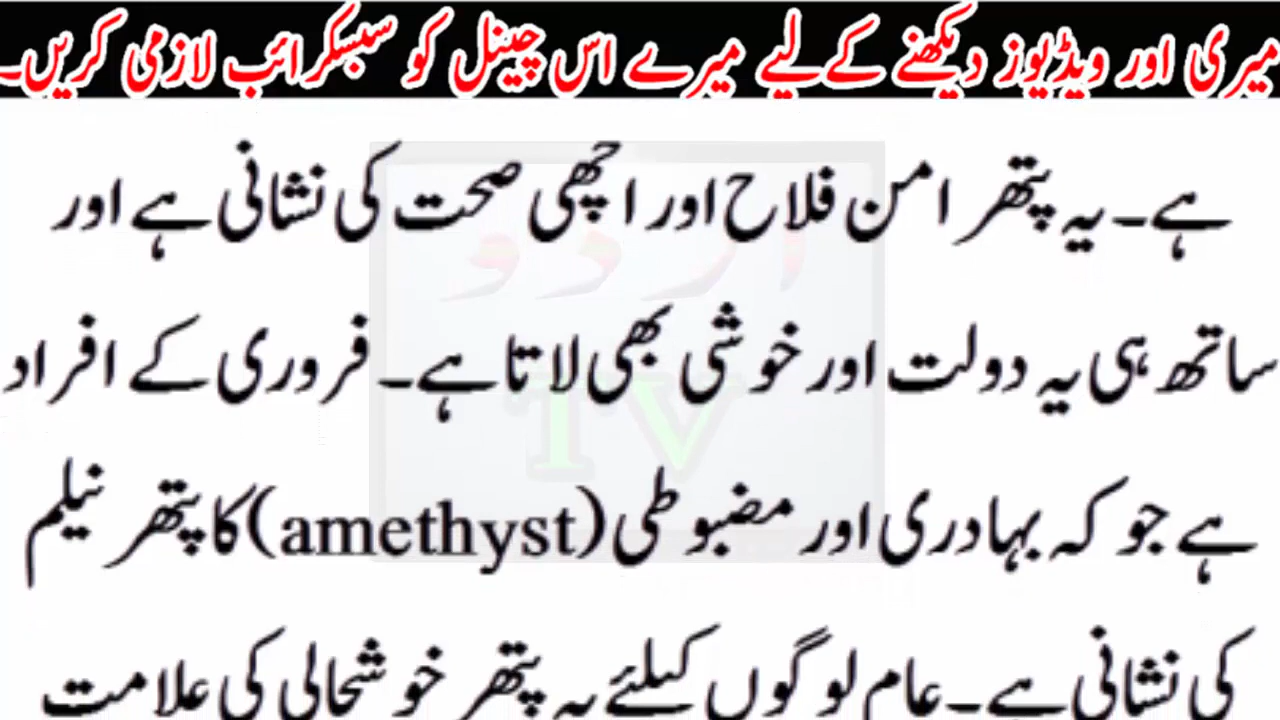 میری اور ویڈیوز دیکھنے کے لیے میرے اس چینل کو سبسکرائب لازمی کریں۔
ہے۔ یہ پتھر امن فلاح اور اچھی صحت کی نشانی ہے اور
ساتھ ہی یہ دولت اور خوشی بھی لاتا ہے۔ فروری کے افراد
ہے جو کہ بہادری اور مضبوطی (amethyst) کا پتھر نیلم
کی نشانی ہے۔ عام لوگوں کیلئے یہ پتھر خوشحالی کی علامت
اردو
TV